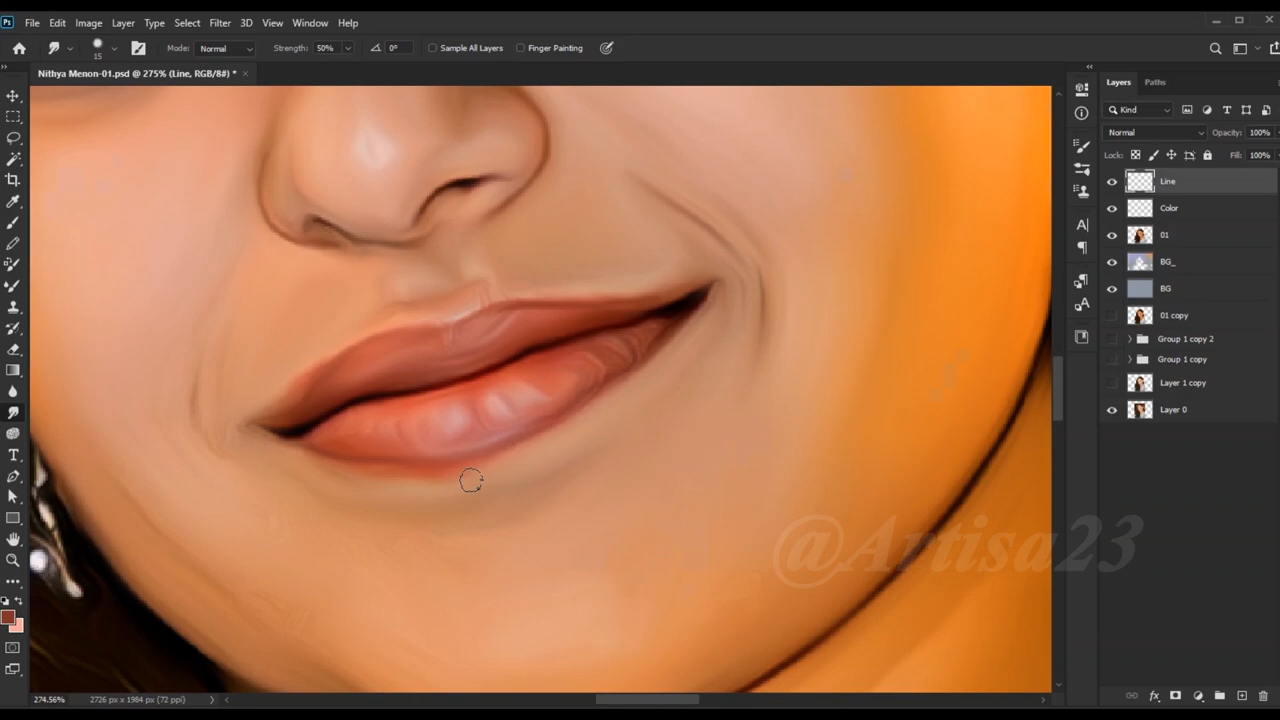 Ps File Edit Image Layer Type Select Filter 3D View Window Help
15 Mode: Normal Strength: 50% 0° Sample All Layers Finger Painting
Nithya Menon-01.psd @ 275% (Line, RGB/8#) * ×
Layers Paths
Kind
Normal Opacity: 100%
Lock: Fill: 100%
Line
Color
01
BG_
BG
01 copy
Group 1 copy 2
Group 1 copy
Layer 1 copy
Layer 0
@Artisa23
274.56% 2726 px x 1984 px (72 ppi)